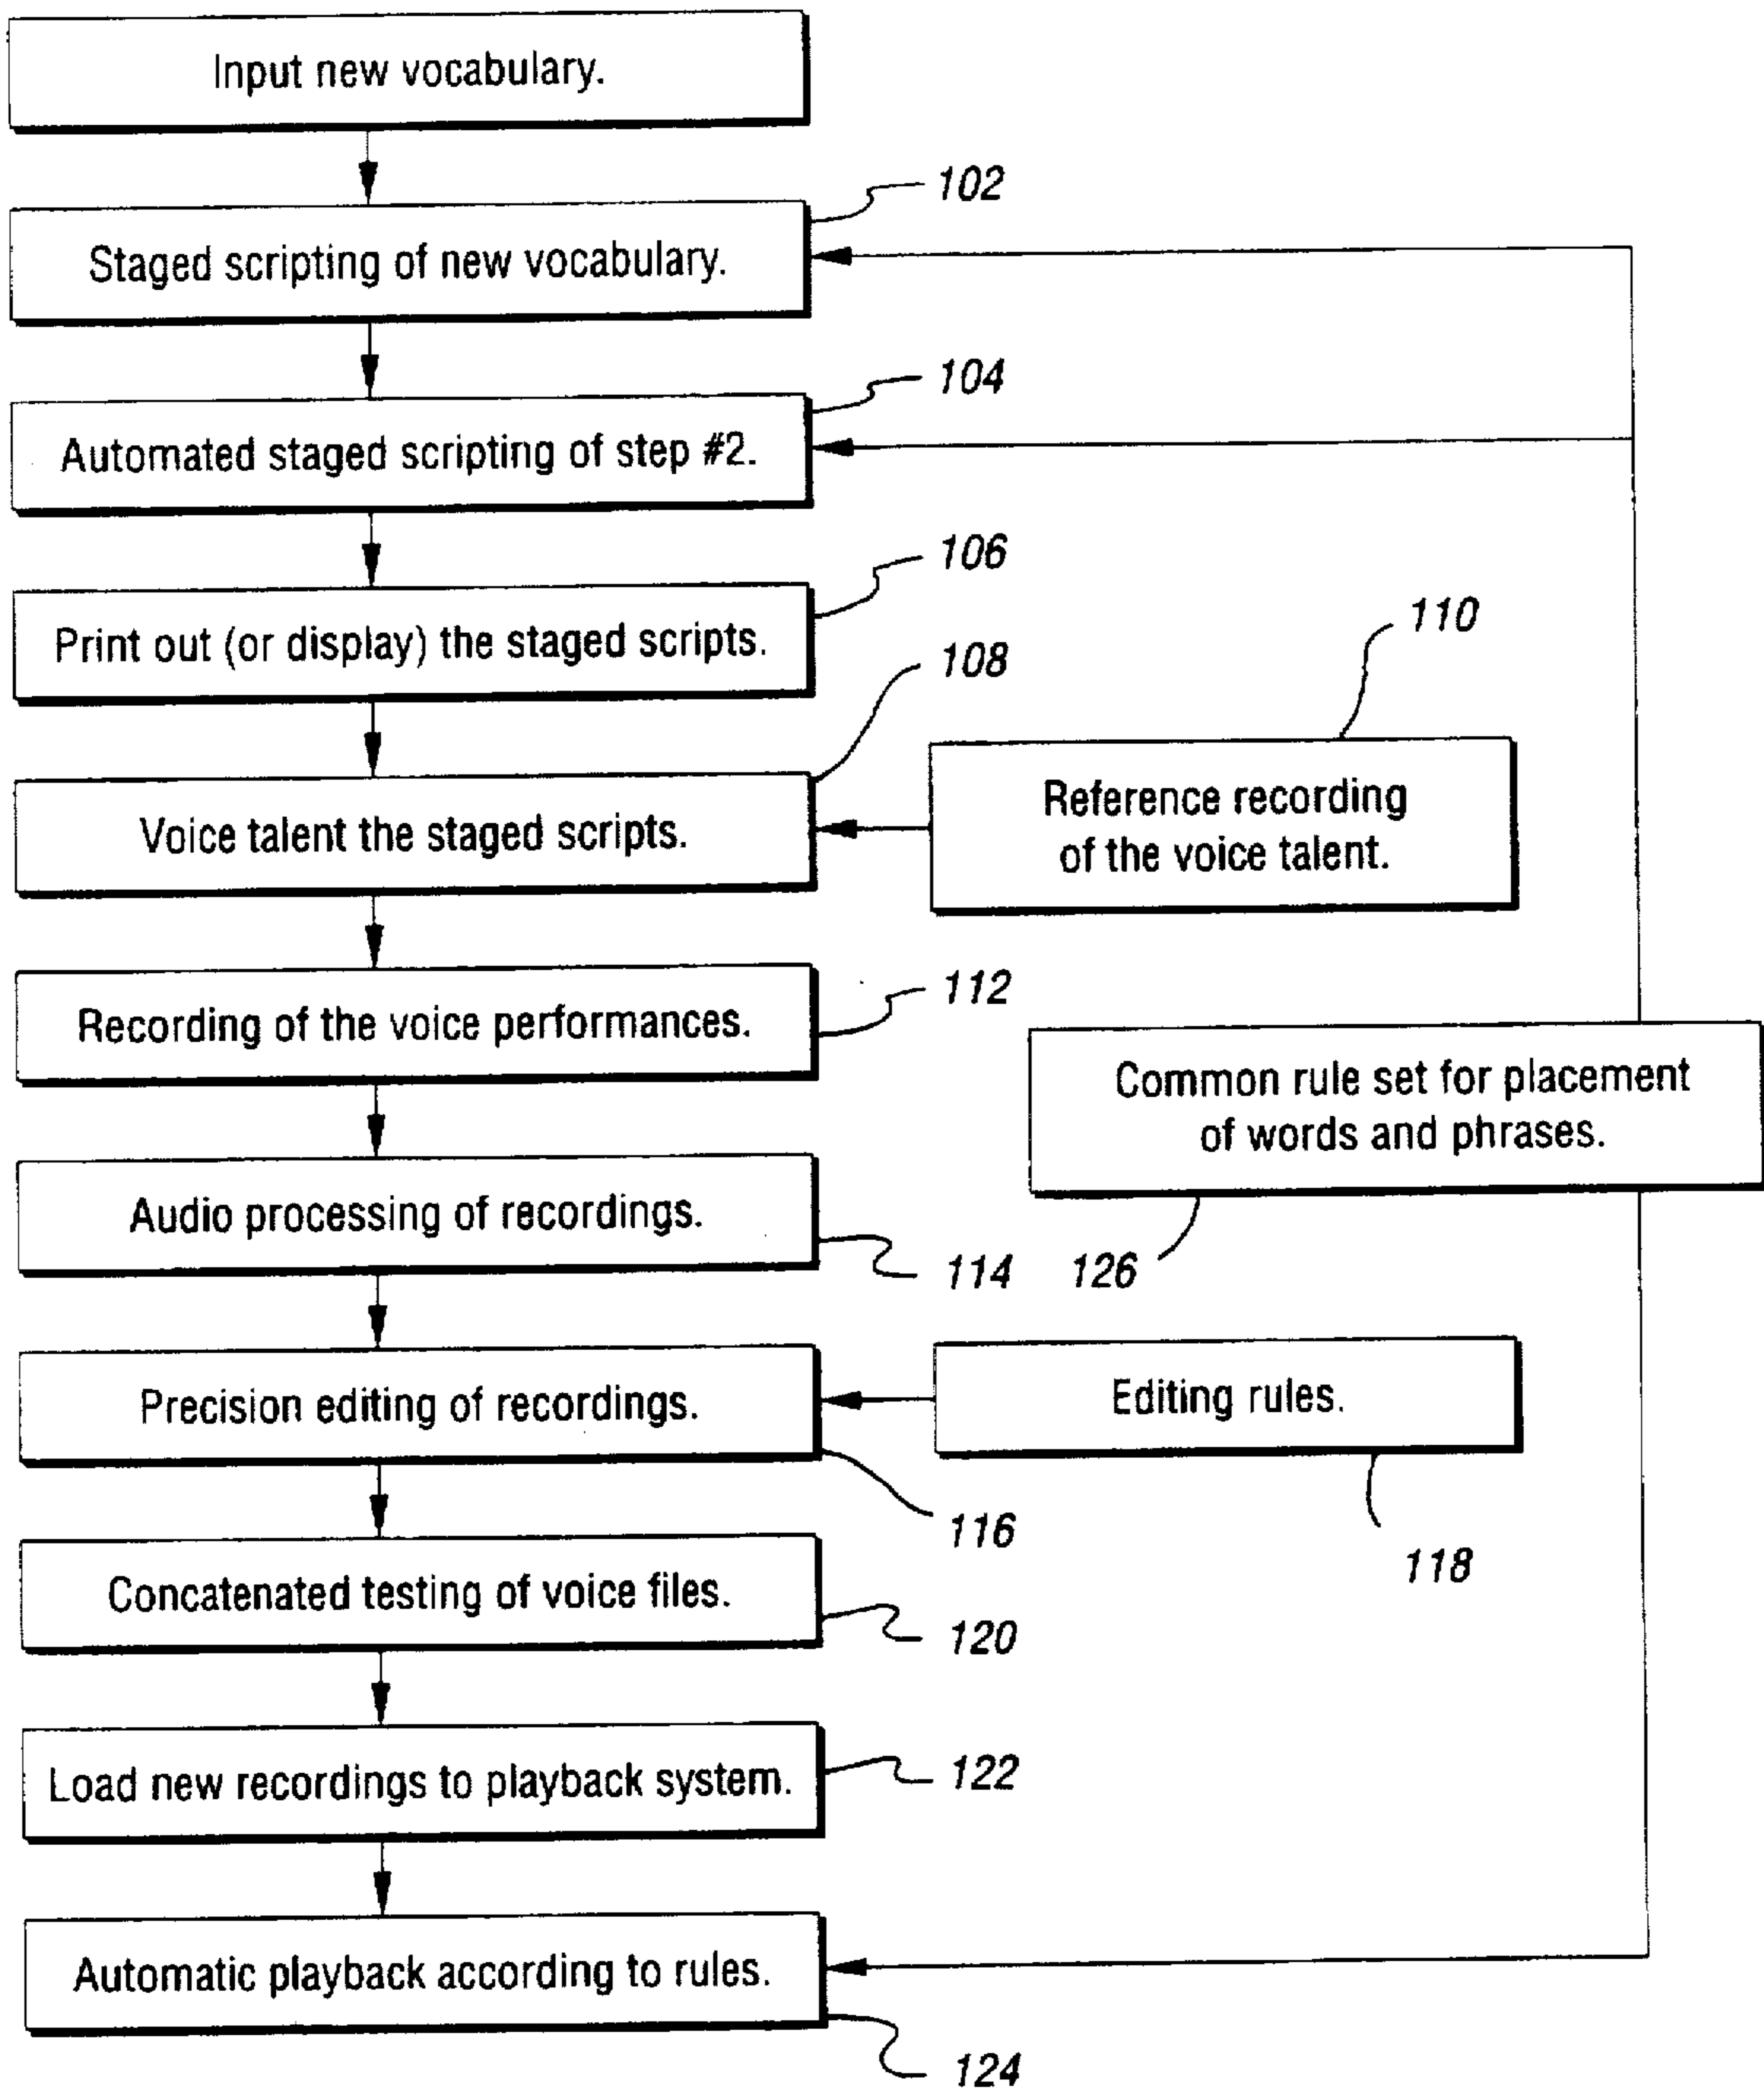 Input new vocabulary.
102
Staged scripting of new vocabulary.
104
Automated staged scripting of step #2.
106
Print out (or display) the staged scripts.
108
110
Voice talent the staged scripts.
Reference recording
of the voice talent.
112
Recording of the voice performances.
Common rule set for placement
of words and phrases.
126
Audio processing of recordings.
114
Precision editing of recordings.
116
Editing rules.
118
Concatenated testing of voice files.
120
Load new recordings to playback system.
122
Automatic playback according to rules.
124